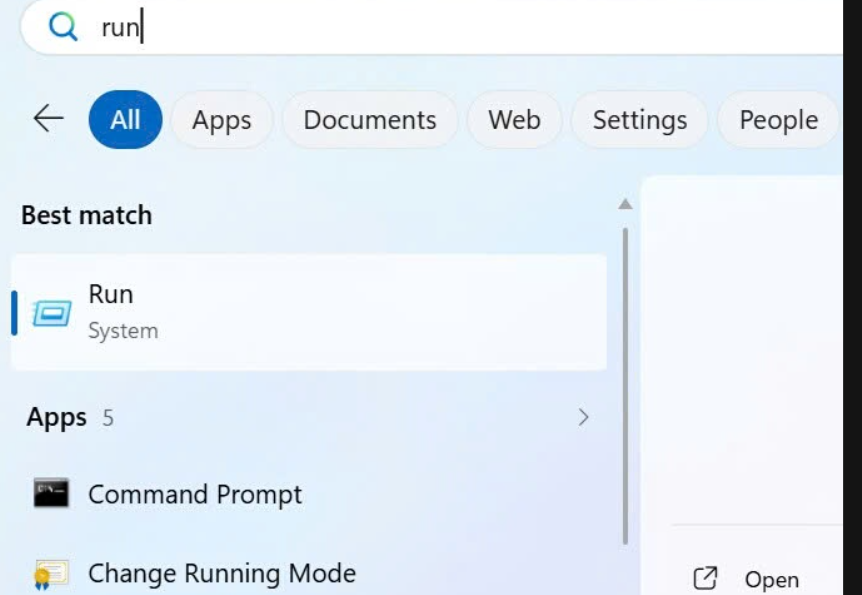 run
All Apps Documents Web Settings People
Best match
Run
System
Apps 5
Command Prompt
Change Running Mode
Open